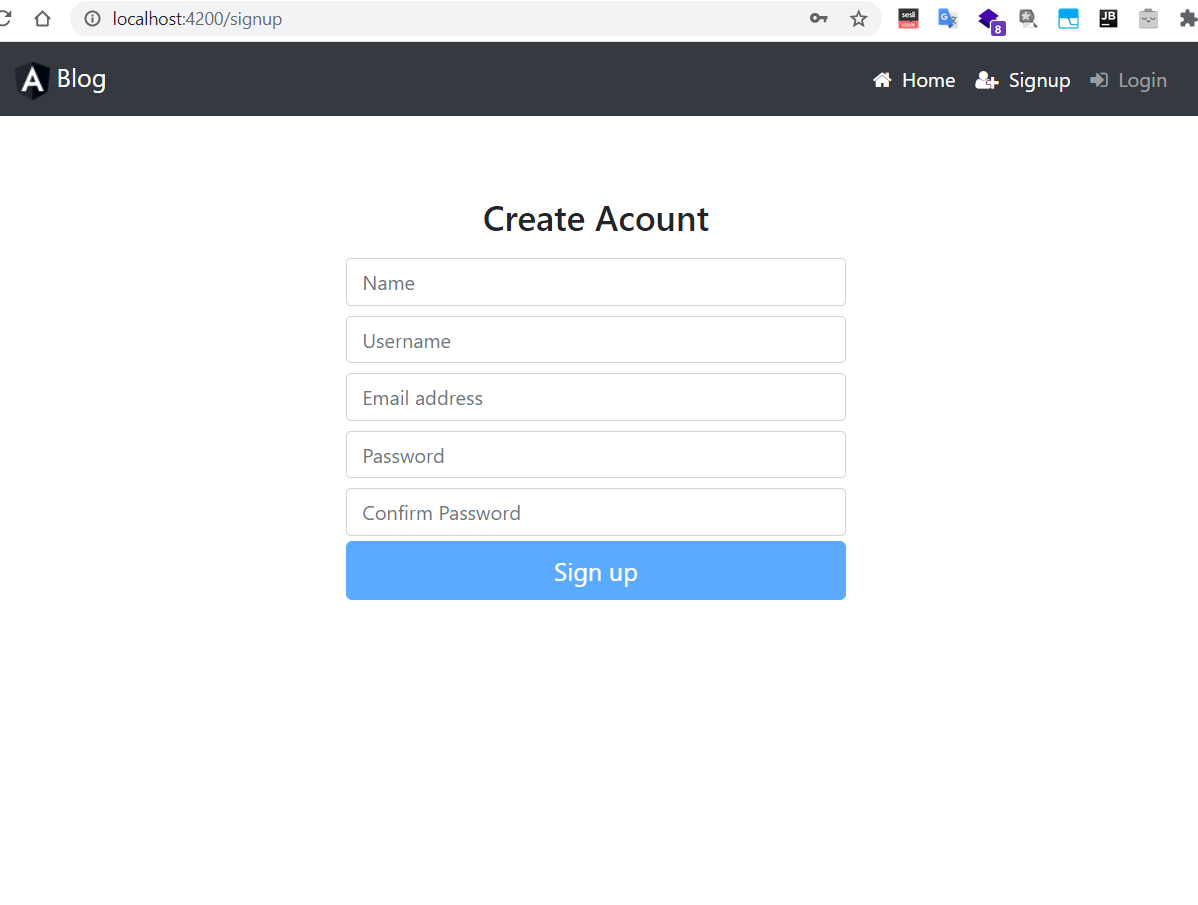 localhost:4200/signup
sesli
8
JB
A Blog
Home Signup Login
Create Acount
Name
Username
Email address
Password
Confirm Password
Sign up